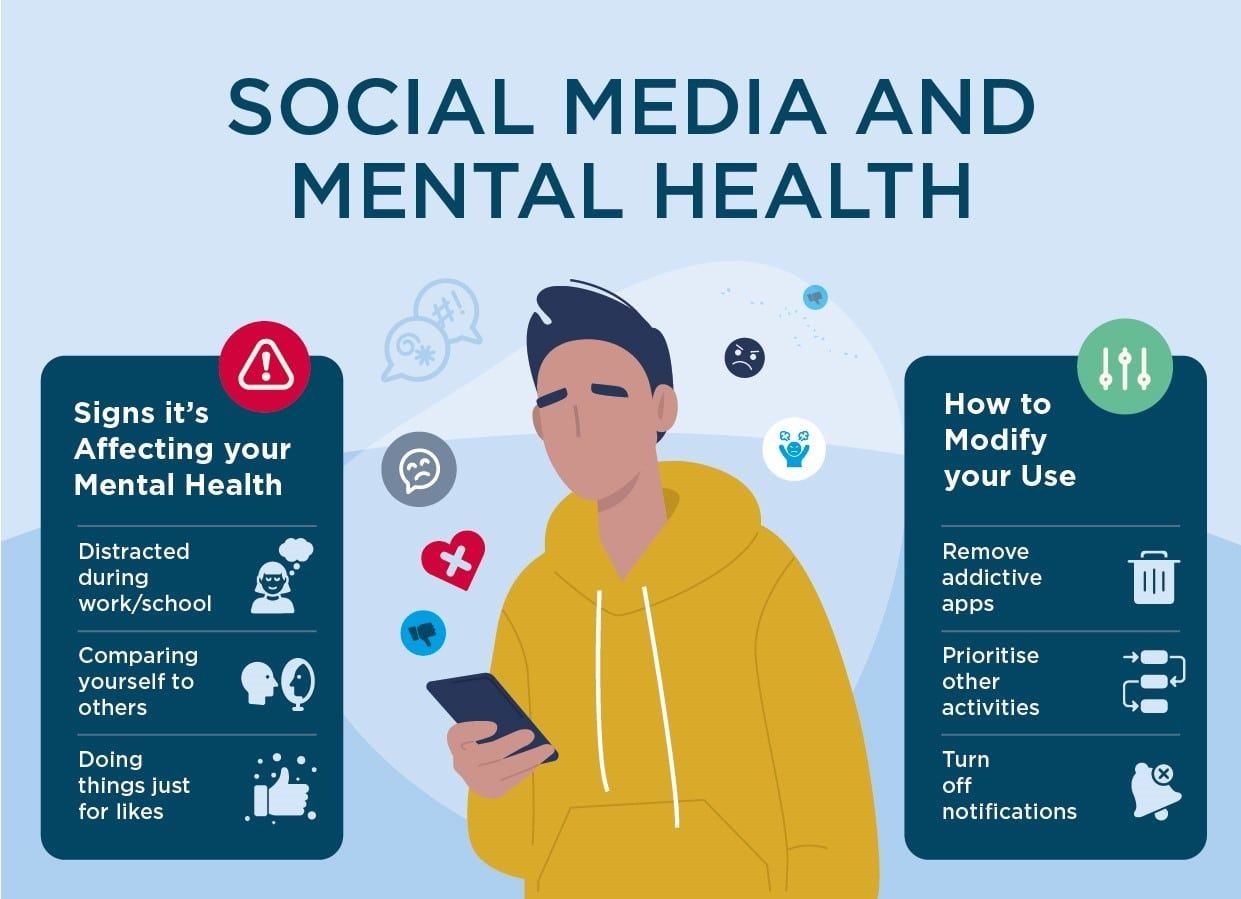 SOCIAL MEDIA AND
MENTAL HEALTH
Signs it's
Affecting your
Mental Health
Distracted
during
work/school
Comparing
yourself to
others
Doing
things just
for likes
#!
How to
Modify
your Use
Remove
addictive
apps
Prioritise
other
activities
Turn
off
notifications